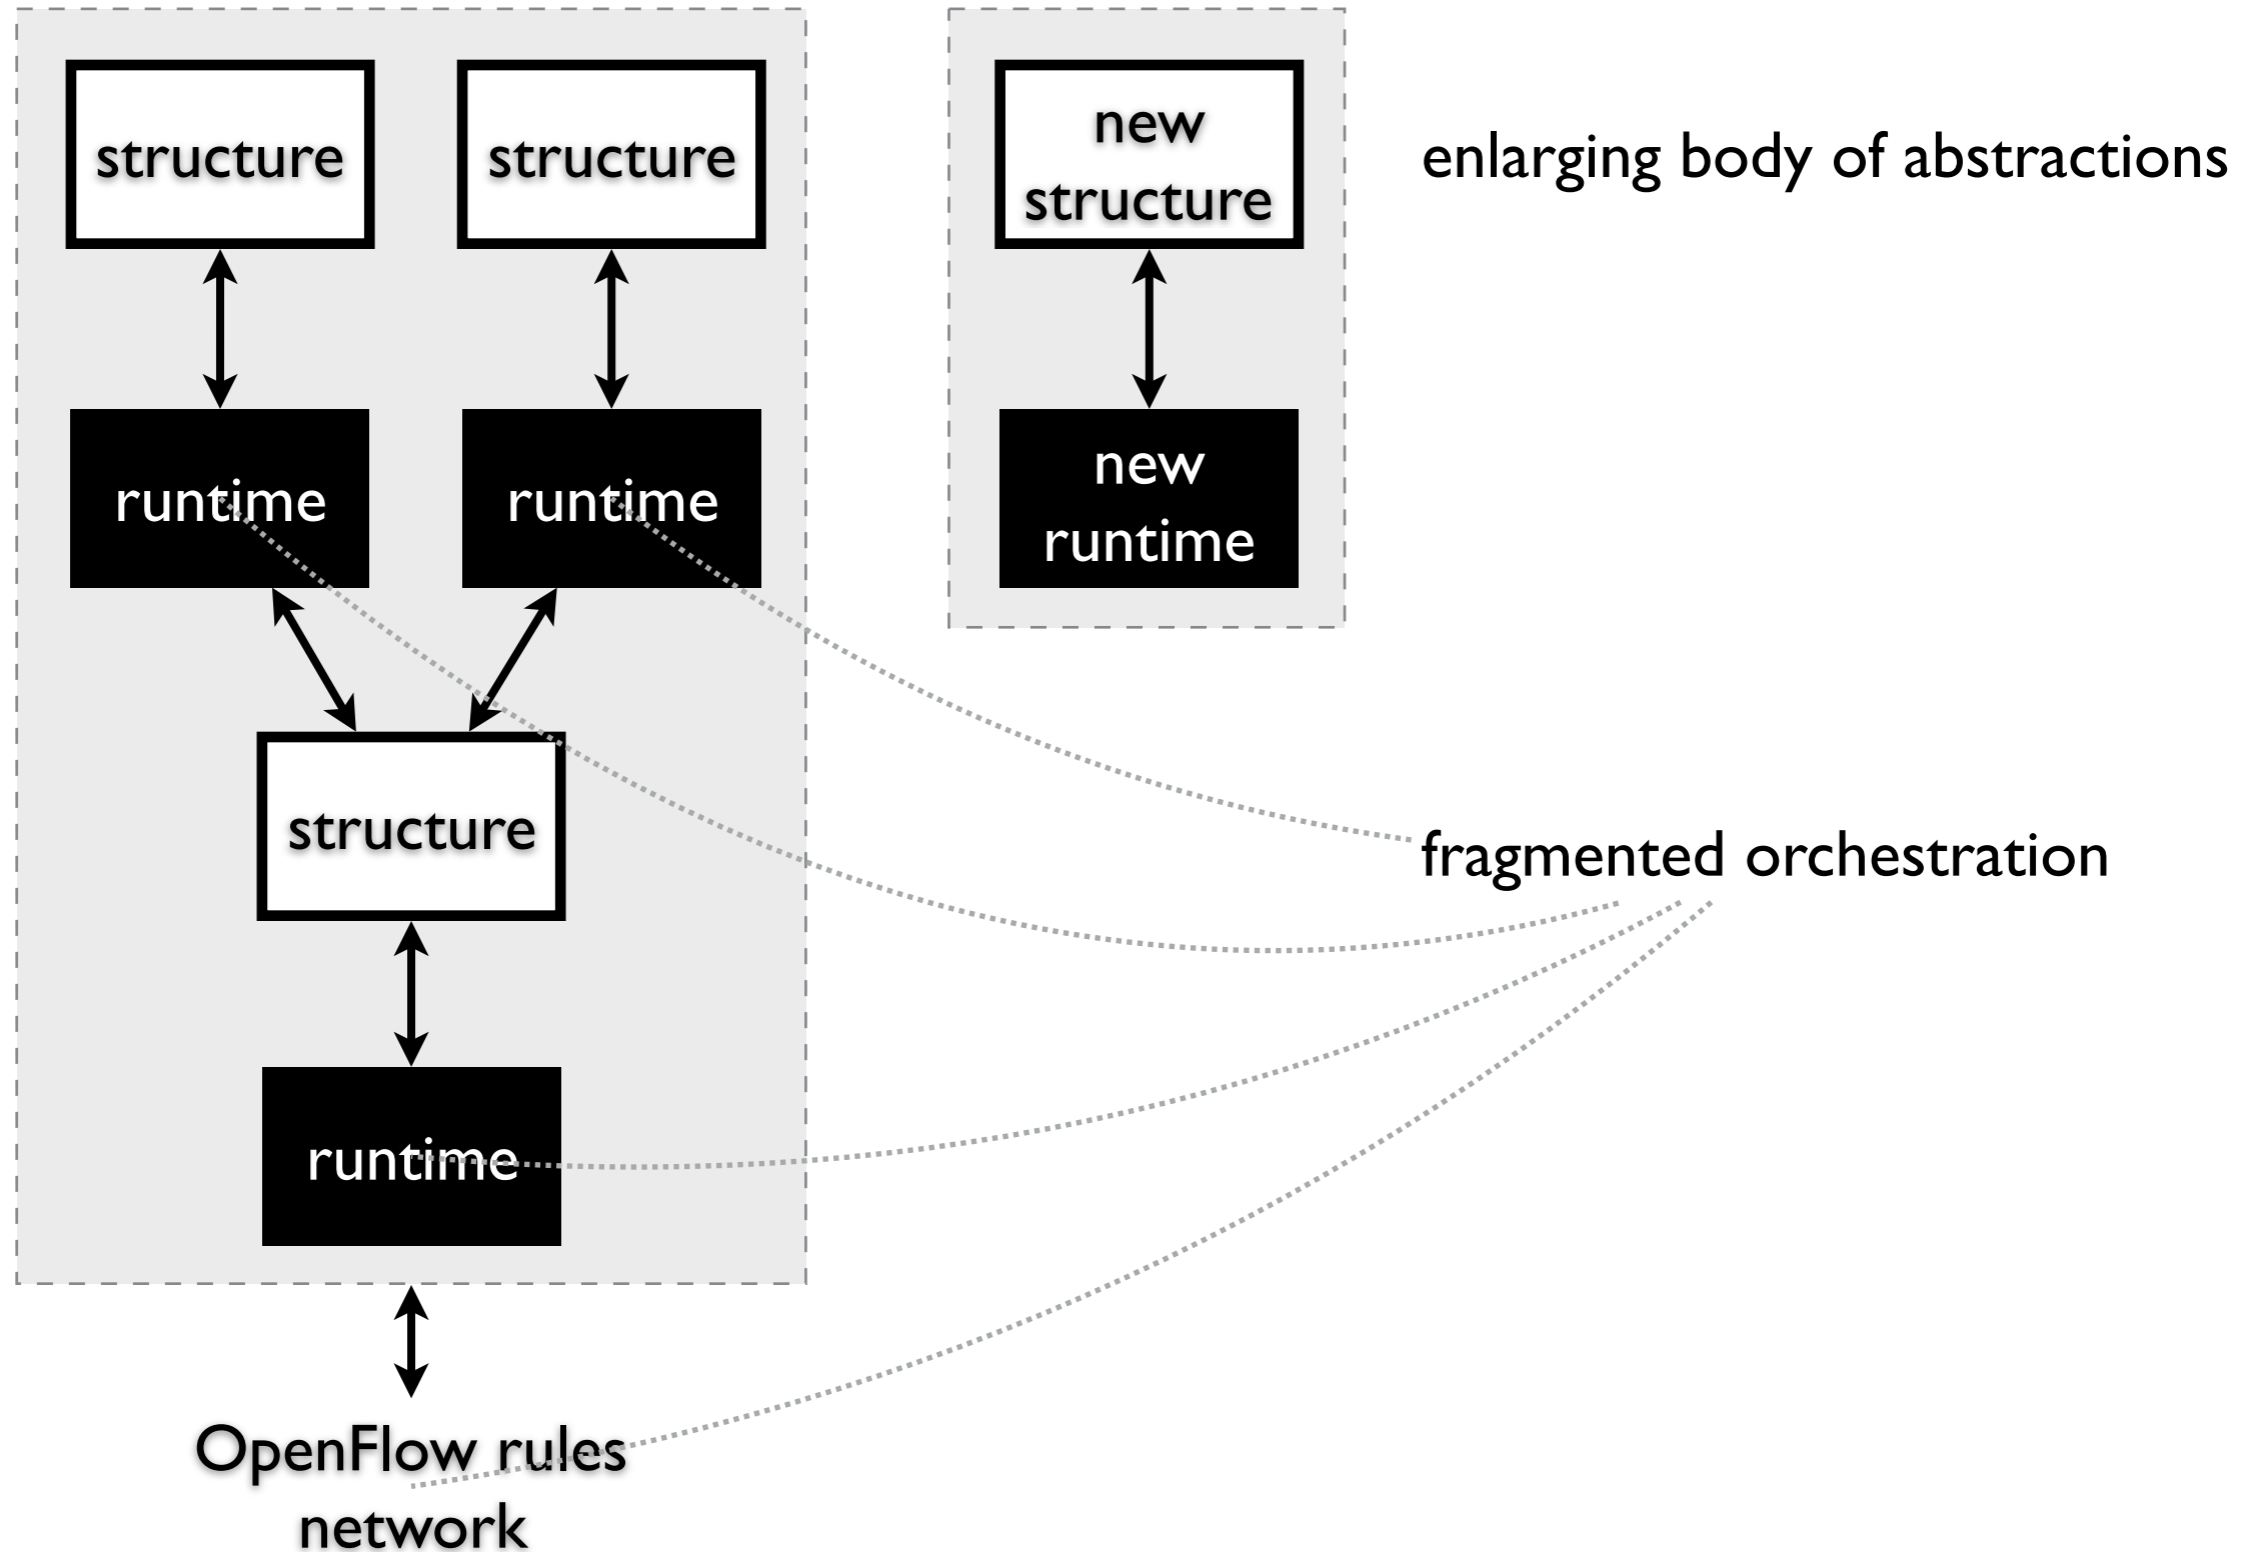 structure
structure
new
structure
enlarging body of abstractions
runtime
runtime
new
runtime
structure
fragmented orchestration
runtime
OpenFlow rules
network